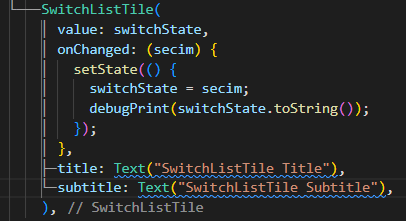 SwitchListTile(
value: switchState,
onChanged: (secim) {
setState(() {
switchState = secim;
debugPrint(switchState.toString());
});
},
title: Text("SwitchListTile Title"),
subtitle: Text("SwitchListTile Subtitle"),
), // SwitchListTile